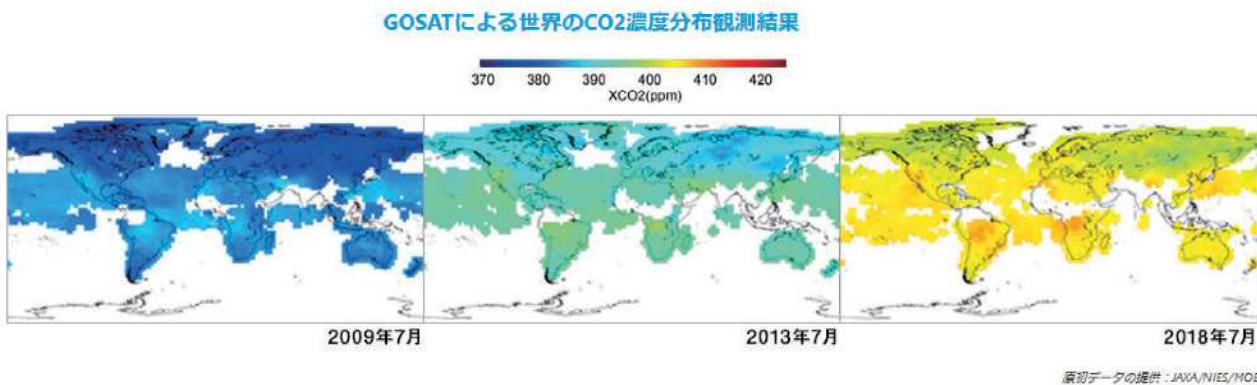 GOSATによる世界のCO2濃度分布観測結果
370 380 390 400 410 420
XCO2(ppm)
2009年7月 2013年7月 2018年7月
原初データの提供：JAXA/NIES/MOE